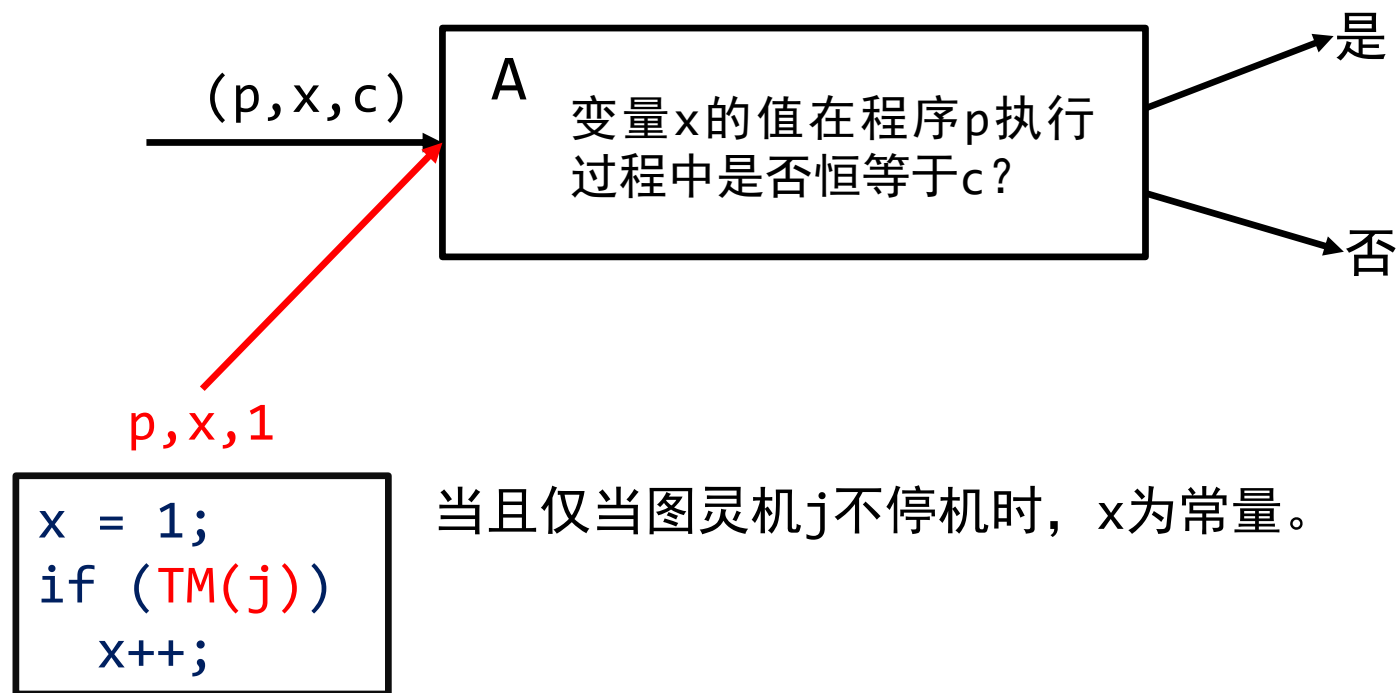 (p,x,c)
A
变量x的值在程序p执行
过程中是否恒等于c?
是
否
p,x,1
x = 1;
if (TM(j))
x++;
当且仅当图灵机j不停机时，x为常量。